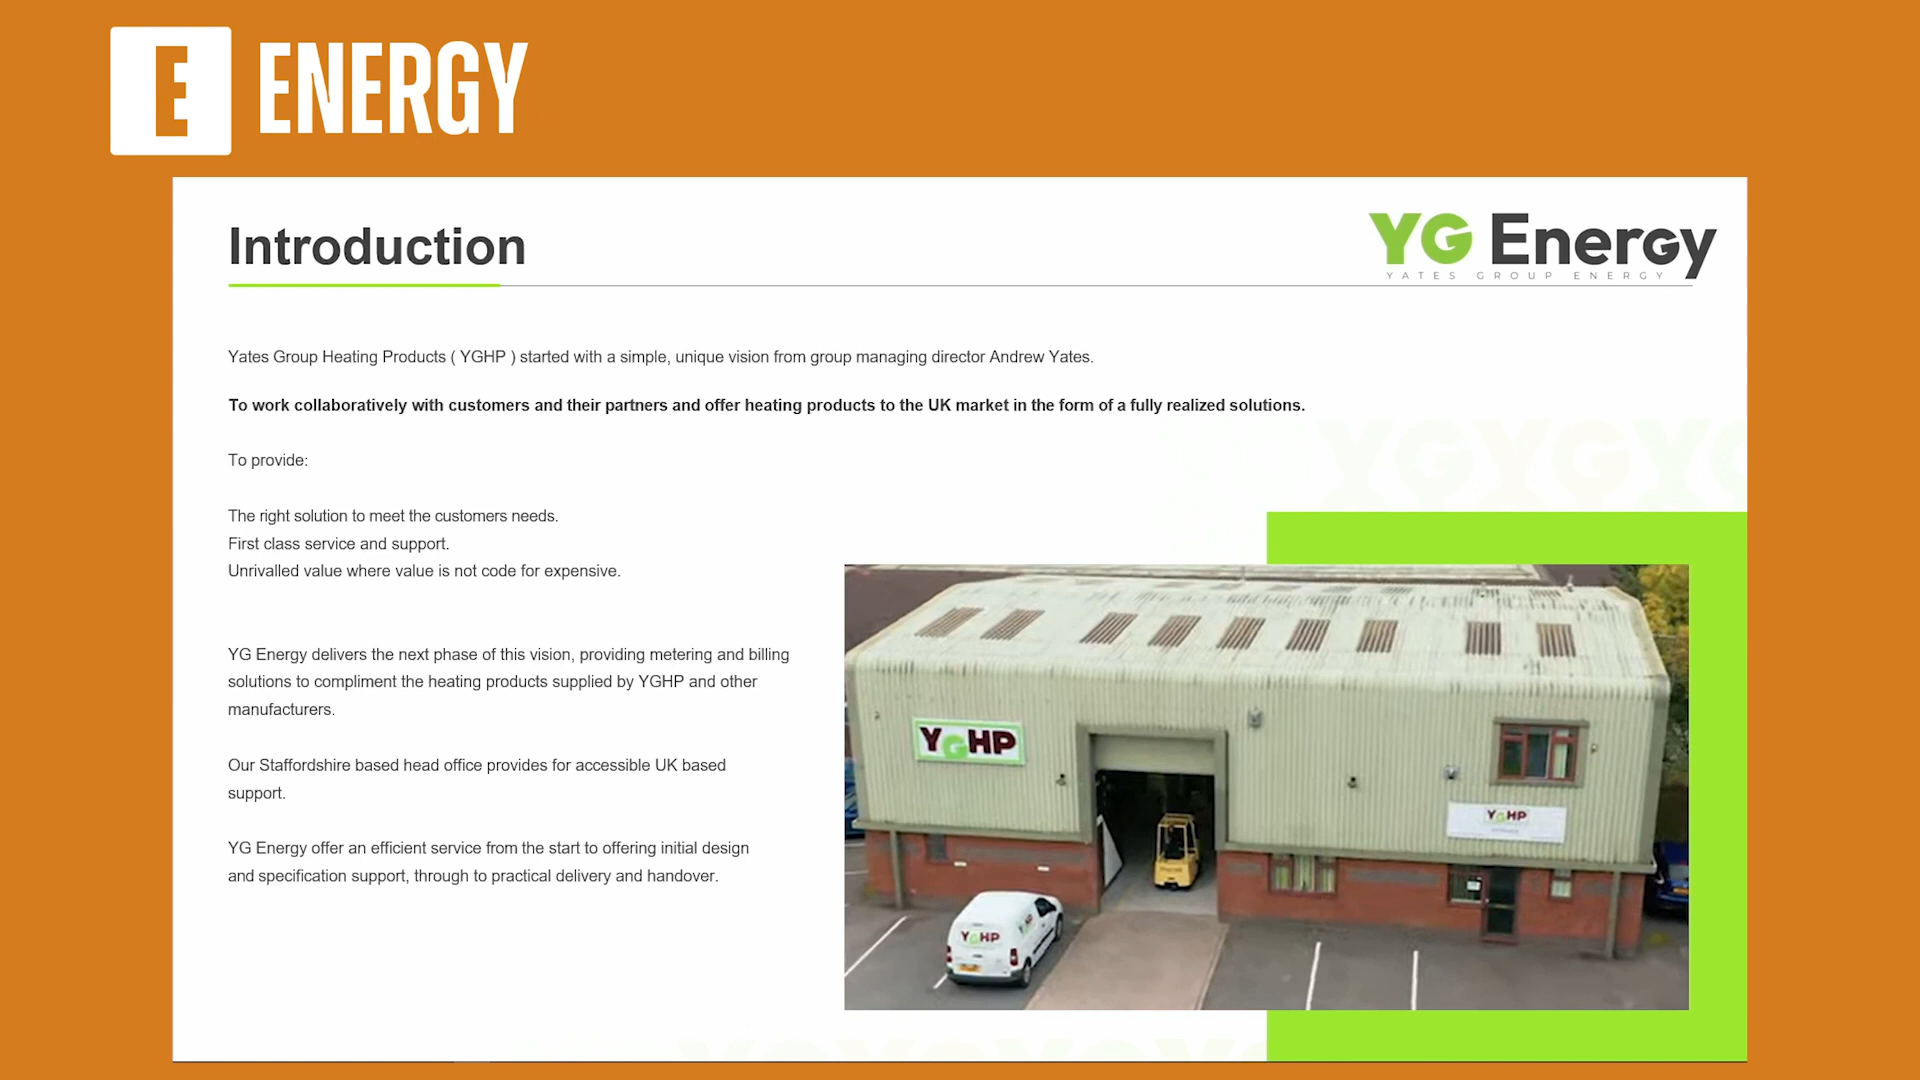 E ENERGY
Introduction
YG Energy
YATES GROUP ENERGY
Yates Group Heating Products ( YGHP ) started with a simple, unique vision from group managing director Andrew Yates.
To work collaboratively with customers and their partners and offer heating products to the UK market in the form of a fully realized solutions.
To provide:
The right solution to meet the customers needs.
First class service and support.
Unrivalled value where value is not code for expensive.
YG Energy delivers the next phase of this vision, providing metering and billing
solutions to compliment the heating products supplied by YGHP and other
manufacturers.
Our Staffordshire based head office provides for accessible UK based
support.
YG Energy offer an efficient service from the start to offering initial design
and specification support, through to practical delivery and handover.
YGHP
YGHP
YGHP